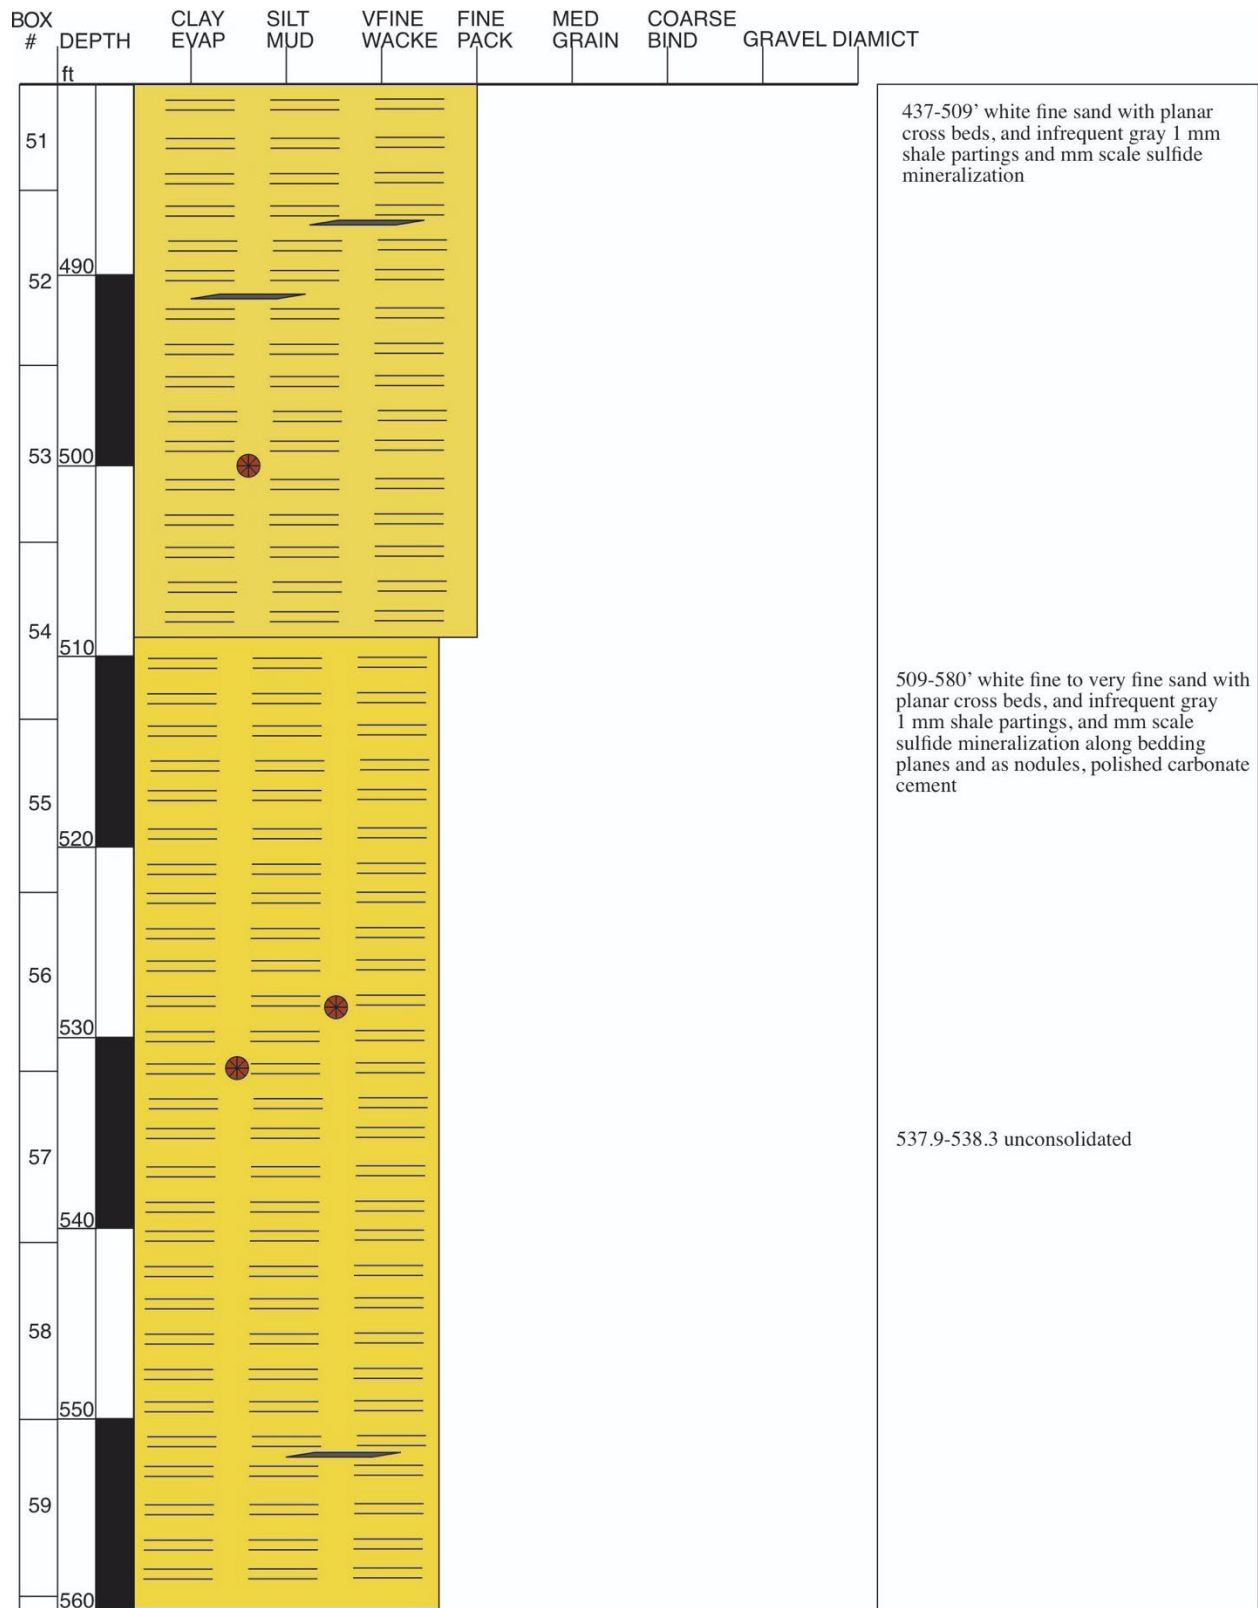 BOX # DEPTH CLAY EVAP SILT MUD VFINE WACKE FINE PACK MED GRAIN COARSE BIND GRAVEL DIAMICT
ft
51
437-509’ white fine sand with planar
cross beds, and infrequent gray 1 mm
shale partings and mm scale sulfide
mineralization
490
52
53
500
54
510
509-580’ white fine to very fine sand with
planar cross beds, and infrequent gray
1 mm shale partings, and mm scale
sulfide mineralization along bedding
planes and as nodules, polished carbonate
cement
55
520
56
530
537.9-538.3 unconsolidated
57
540
58
550
59
560